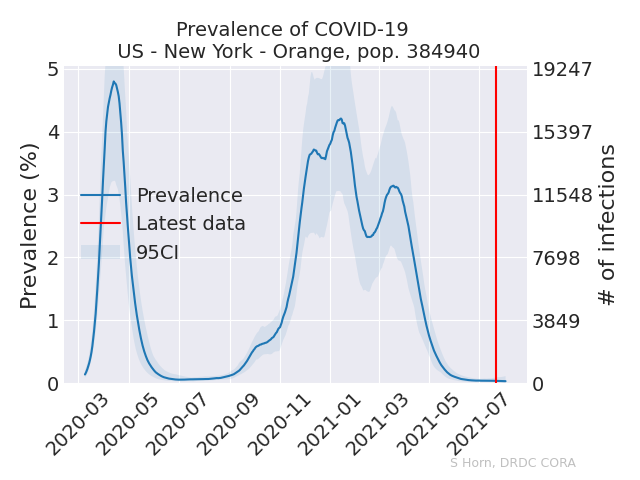 Prevalence of COVID-19
US - New York - Orange, pop. 384940
Prevalence (%)
5
4
3
2
1
0
19247
15397
11548
7698
3849
0
# of infections
Prevalence
Latest data
95CI
2020-03
2020-05
2020-07
2020-09
2020-11
2021-01
2021-03
2021-05
2021-07
S Horn, DRDC CORA